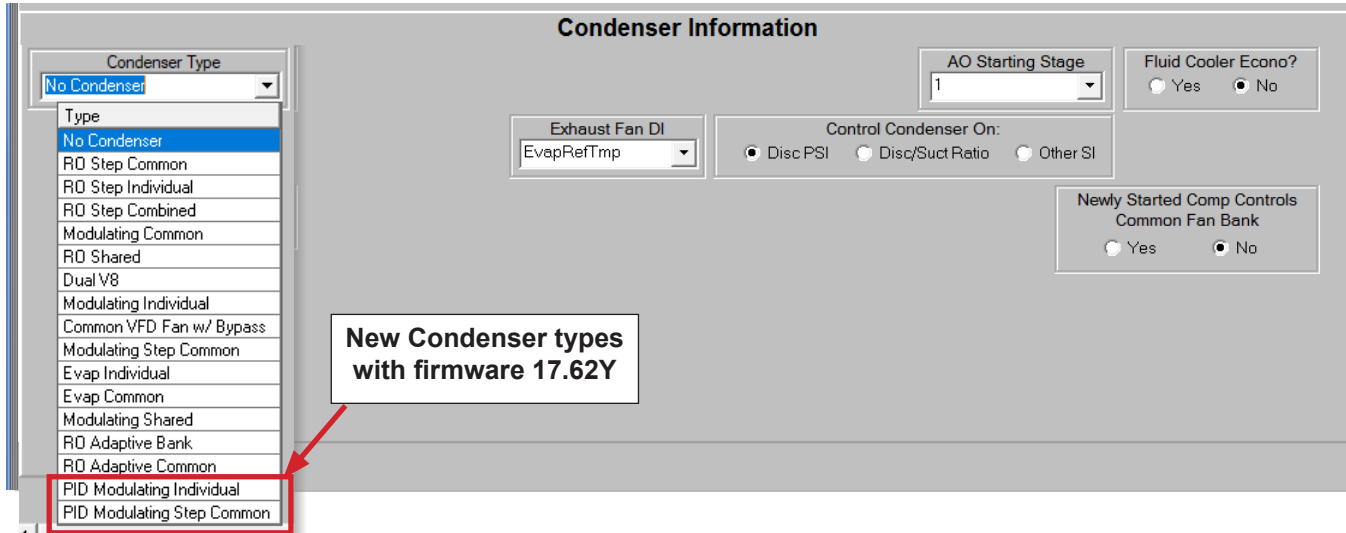 Condenser Information
Condenser Type
No Condenser
AO Starting Stage
1
Fluid Cooler Econo?
Yes No
Type
No Condenser
RO Step Common
RO Step Individual
RO Step Combined
Modulating Common
RO Shared
Dual V8
Modulating Individual
Common VFD Fan w/ Bypass
Modulating Step Common
Evap Individual
Evap Common
Modulating Shared
RO Adaptive Bank
RO Adaptive Common
PID Modulating Individual
PID Modulating Step Common
Exhaust Fan DI
EvapRefTmp
Control Condenser On:
Disc PSI Disc/Suct Ratio Other SI
Newly Started Comp Controls
Common Fan Bank
Yes No
New Condenser types
with firmware 17.62Y